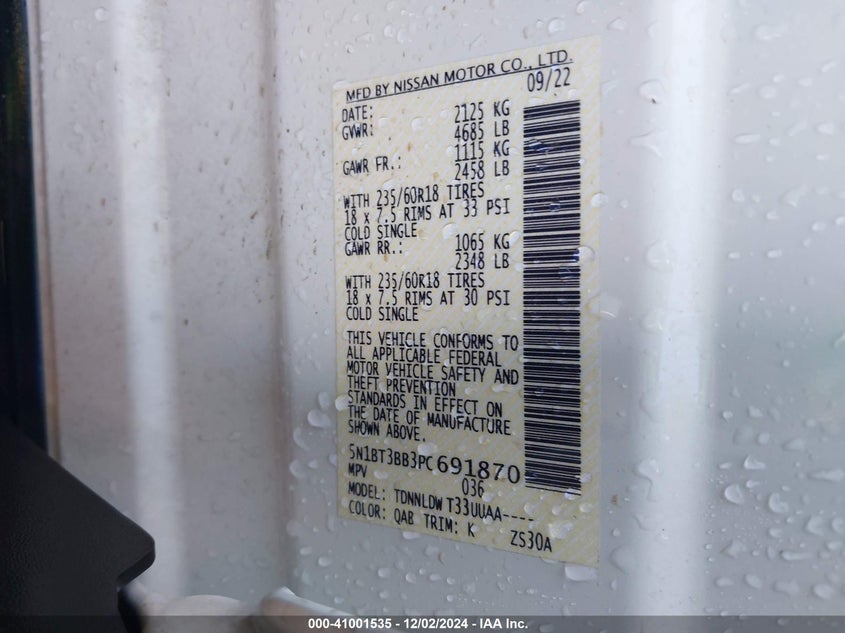 MFD BY NISSAN MOTOR CO., LTD.
DATE: 09/22
GVWR: 2125 KG
4685 LB
GAWR FR.: 1115 KG
2458 LB
WITH 235/60R18 TIRES
18 x 7.5 RIMS AT 33 PSI
COLD SINGLE
GAWR RR.: 1065 KG
2348 LB
WITH 235/60R18 TIRES
18 x 7.5 RIMS AT 30 PSI
COLD SINGLE
THIS VEHICLE CONFORMS TO
ALL APPLICABLE FEDERAL
MOTOR VEHICLE SAFETY AND
THEFT PREVENTION
STANDARDS IN EFFECT ON
THE DATE OF MANUFACTURE
SHOWN ABOVE.
5N1BT3BB3PC691870
MPV 036
MODEL: TDNNLDW T33UUAA----
COLOR: QAB TRIM: K ZS30A
000-41001535 - 12/02/2024 - IAA Inc.